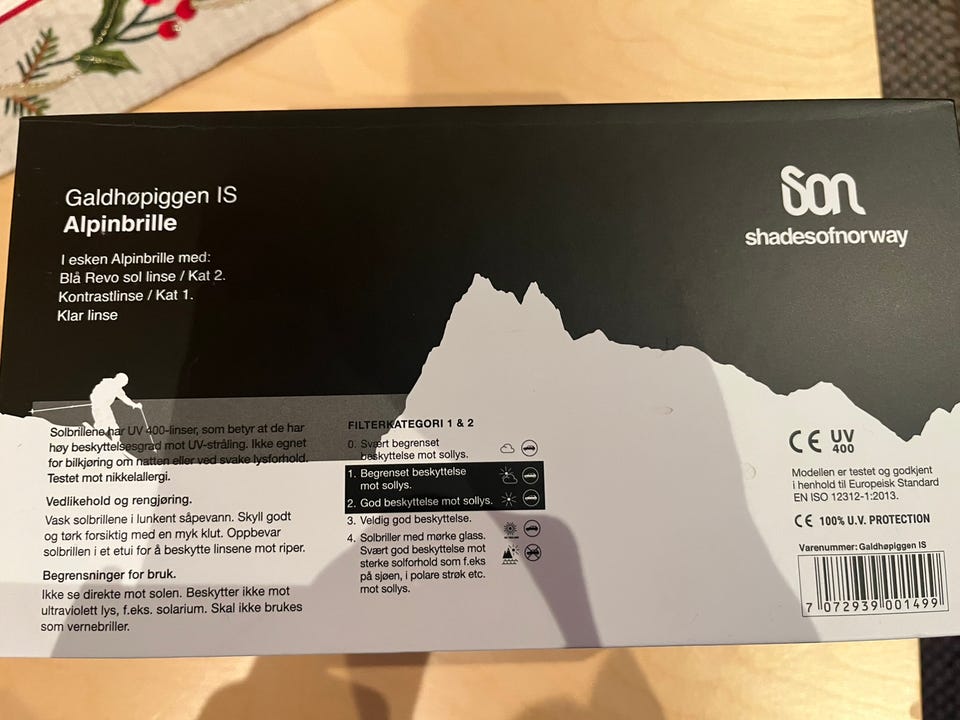 Galdhøpiggen IS
Alpinbrille
I esken Alpinbrille med:
Blå Revo sol linse / Kat 2.
Kontrastlinse / Kat 1.
Klar linse
Son
shadesofnorway
Solbrillene har UV 400-linser, som betyr at de har
høy beskyttelsesgrad mot UV-stråling. Ikke egnet
for bilkjøring om natten eller ved svake lysforhold.
Testet mot nikkelallergi.
Vedlikehold og rengjøring.
Vask solbrillene i lunkent såpevann. Skyll godt
og tørk forsiktig med en myk klut. Oppbevar
solbrillen i et etui for å beskytte linsene mot riper.
Begrensninger for bruk.
Ikke se direkte mot solen. Beskytter ikke mot
ultraviolett lys, f.eks. solarium. Skal ikke brukes
som vernebriller.
FILTERKATEGORI 1 & 2
0. Svært begrenset
beskyttelse mot sollys.
1. Begrenset beskyttelse
mot sollys.
2. God beskyttelse mot sollys.
3. Veldig god beskyttelse.
4. Solbriller med mørke glass.
Svært god beskyttelse mot
sterke solforhold som f.eks
på sjøen, i polare strøk etc.
mot sollys.
CE UV
400
Modellen er testet og godkjent
i henhold til Europeisk Standard
EN ISO 12312-1:2013.
CE 100% U.V. PROTECTION
Varenummer: Galdhøpiggen IS
7 072939 001499